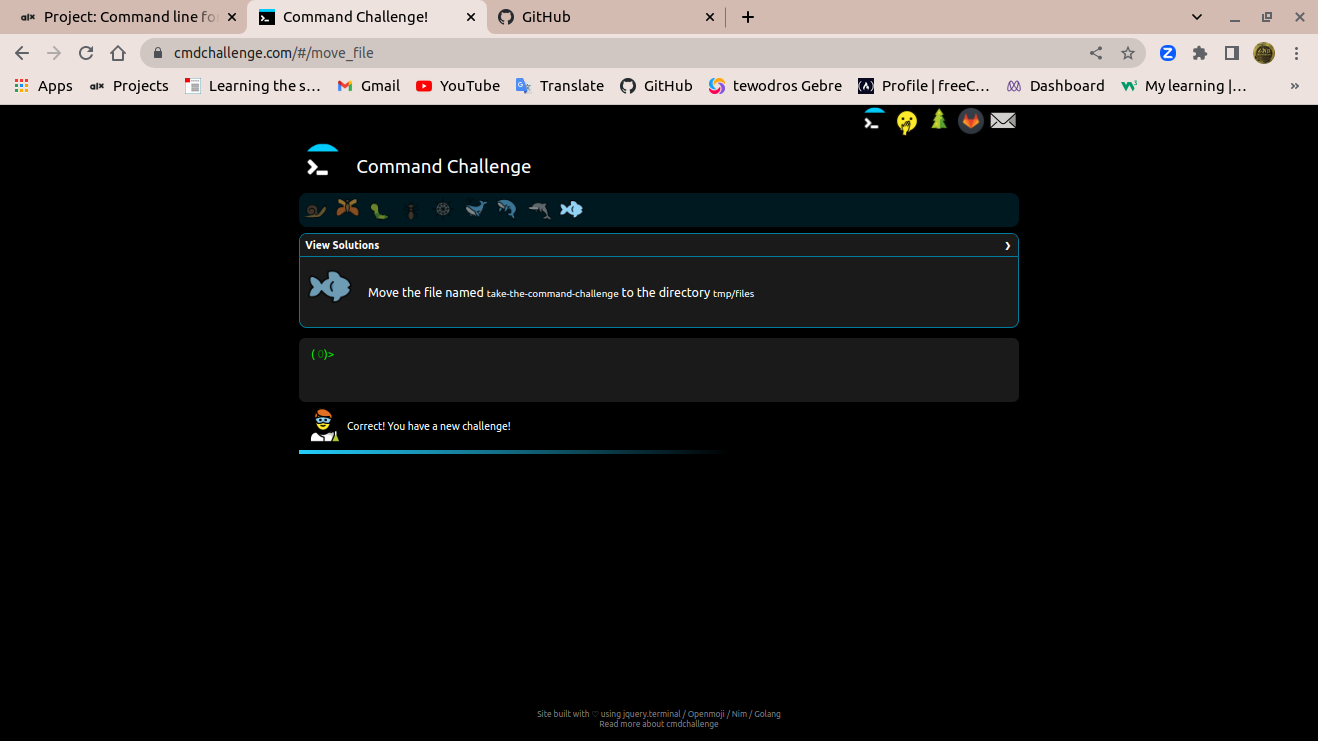 alx Project: Command line fo
Command Challenge!
GitHub
cmdchallenge.com/#/move_file
Z
Apps
alx Projects
Learning the s...
Gmail
YouTube
Translate
GitHub
tewodros Gebre
Profile | freeC...
Dashboard
My learning |...
»
Command Challenge
View Solutions
Move the file named take-the-command-challenge to the directory tmp/files
(0)>
Correct! You have a new challenge!
Site built with ♡ using jquery.terminal / Openmoji / Nim / Golang
Read more about cmdchallenge